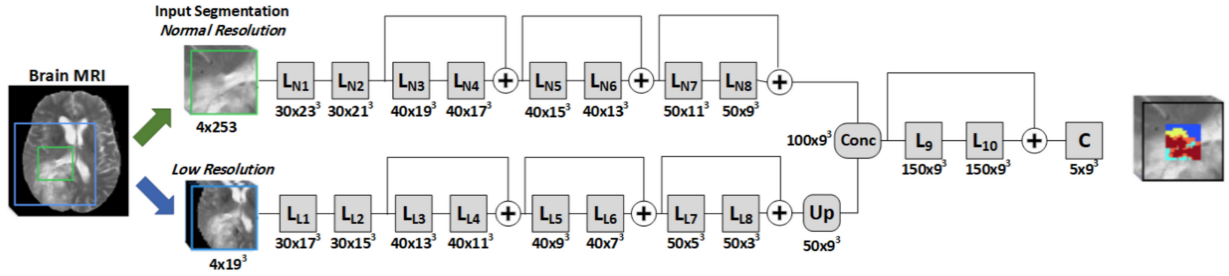 Input Segmentation
Normal Resolution
Brain MRI
4x253
L_N1 L_N2 L_N3 L_N4 + L_N5 L_N6 + L_N7 L_N8 +
30x23³ 30x21³ 40x19³ 40x17³ 40x15³ 40x13³ 50x11³ 50x9³
100x9³ Conc L₉ L₁₀ + C
150x9³ 150x9³ 5x9³
Low Resolution
4x19³
L_L1 L_L2 L_L3 L_L4 + L_L5 L_L6 + L_L7 L_L8 + Up
30x17³ 30x15³ 40x13³ 40x11³ 40x9³ 40x7³ 50x5³ 50x3³ 50x9³